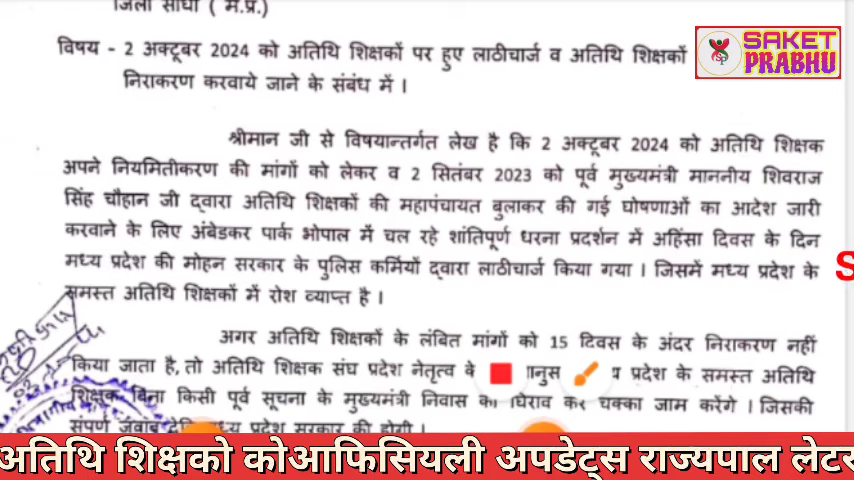 जिला सीधी ( म.प्र.)
SAKET
PRABHU
विषय - 2 अक्टूबर 2024 को अतिथि शिक्षकों पर हुए लाठीचार्ज व अतिथि शिक्षकों
निराकरण करवाये जाने के संबंध में ।
श्रीमान जी से विषयान्तर्गत लेख है कि 2 अक्टूबर 2024 को अतिथि शिक्षक
अपने नियमितीकरण की मांगों को लेकर व 2 सितंबर 2023 को पूर्व मुख्यमंत्री माननीय शिवराज
सिंह चौहान जी द्वारा अतिथि शिक्षकों की महापंचायत बुलाकर की गई घोषणाओं का आदेश जारी
करवाने के लिए अंबेडकर पार्क भोपाल में चल रहे शांतिपूर्ण धरना प्रदर्शन में अहिंसा दिवस के दिन
मध्य प्रदेश की मोहन सरकार के पुलिस कर्मियों द्वारा लाठीचार्ज किया गया । जिसमें मध्य प्रदेश के
समस्त अतिथि शिक्षकों में रोश व्याप्त है ।
अगर अतिथि शिक्षकों के लंबित मांगों को 15 दिवस के अंदर निराकरण नहीं
किया जाता है, तो अतिथि शिक्षक संघ प्रदेश नेतृत्व के प्रदेश के समस्त अतिथि
शिक्षक बिना किसी पूर्व सूचना के मुख्यमंत्री निवास का घिराव कर चक्का जाम करेंगे । जिसकी
संपूर्ण प्रदेश सरकार की होगी ।
अतिथि शिक्षको कोआफिसियली अपडेट्स राज्यपाल